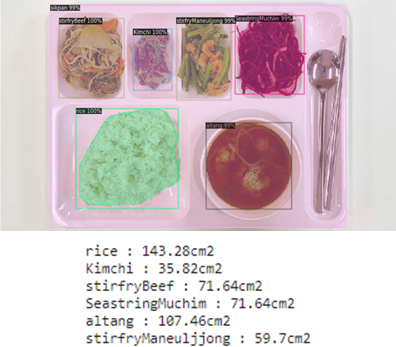 sikpan 99%
stirfryBeef 100%
Kimchi 100%
stirfryManeuljjong 99%
SeastringMuchim 99%
rice 100%
altang 99%
rice : 143.28cm2
Kimchi : 35.82cm2
stirfryBeef : 71.64cm2
SeastringMuchim : 71.64cm2
altang : 107.46cm2
stirfryManeuljjong : 59.7cm2